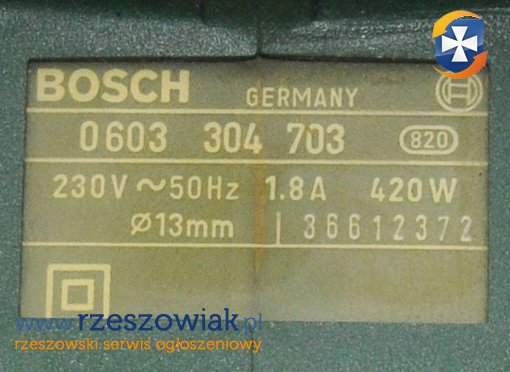 BOSCH GERMANY
0603 304 703 820
230V ~ 50Hz 1.8A 420W
Ø13mm 36612372
www.rzeszowiak.pl
rzeszowski serwis ogłoszeniowy